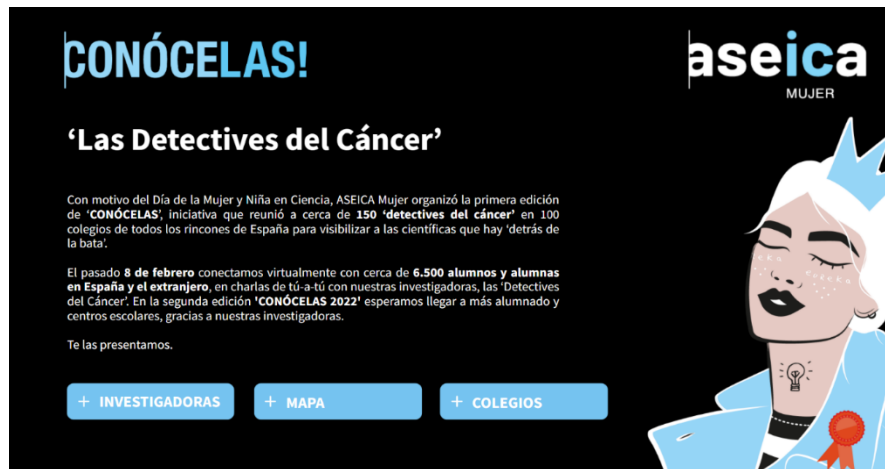 CONÓCELAS!
aseica
MUJER
‘Las Detectives del Cáncer’
Con motivo del Día de la Mujer y Niña en Ciencia, ASEICA Mujer organizó la primera edición
de ‘CONÓCELAS’, iniciativa que reunió a cerca de 150 ‘detectives del cáncer’ en 100
colegios de todos los rincones de España para visibilizar a las científicas que hay ‘detrás de
la bata’.
El pasado 8 de febrero conectamos virtualmente con cerca de 6.500 alumnos y alumnas
en España y el extranjero, en charlas de tú-a-tú con nuestras investigadoras, las ‘Detectives
del Cáncer’. En la segunda edición 'CONÓCELAS 2022' esperamos llegar a más alumnado y
centros escolares, gracias a nuestras investigadoras.
Te las presentamos.
+ INVESTIGADORAS
+ MAPA
+ COLEGIOS